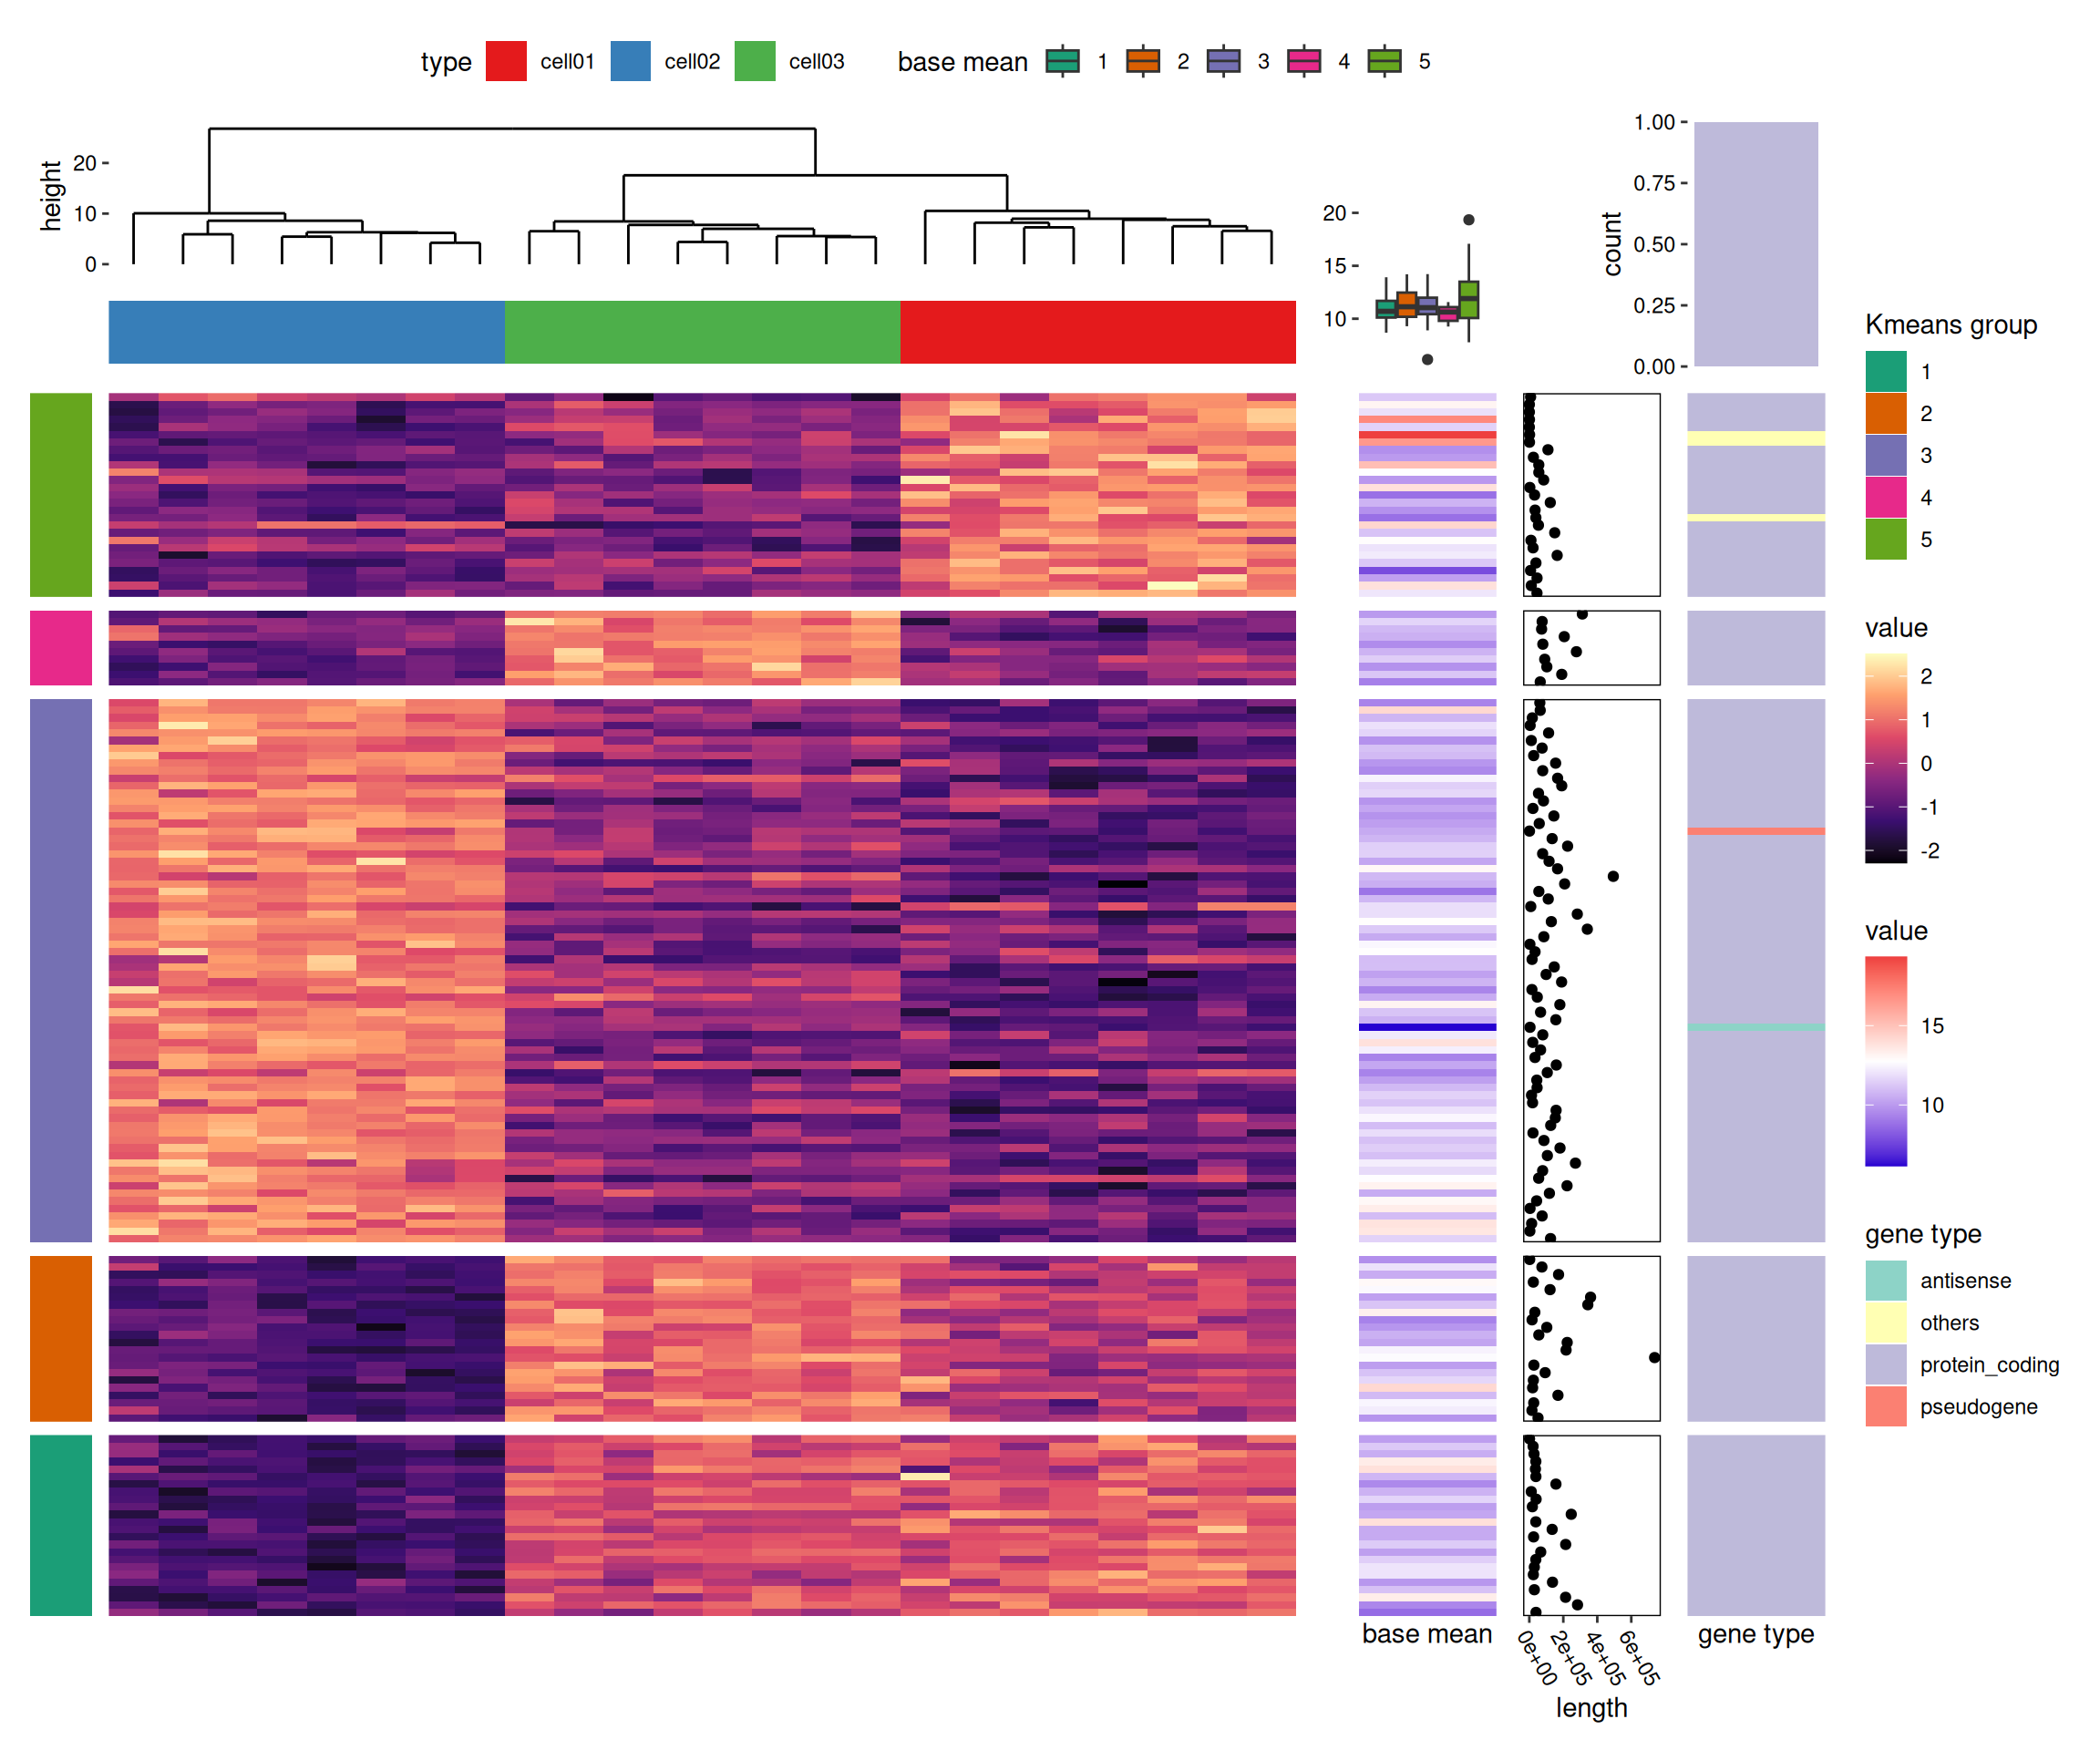 type cell01 cell02 cell03 base mean 1 2 3 4 5
height
20
10
0
20
15
10
count
1.00
0.75
0.50
0.25
0.00
Kmeans group
1
2
3
4
5
value
2
1
0
-1
-2
value
15
10
gene type
antisense
others
protein_coding
pseudogene
base mean
0e+00 2e+05 4e+05 6e+05
length
gene type